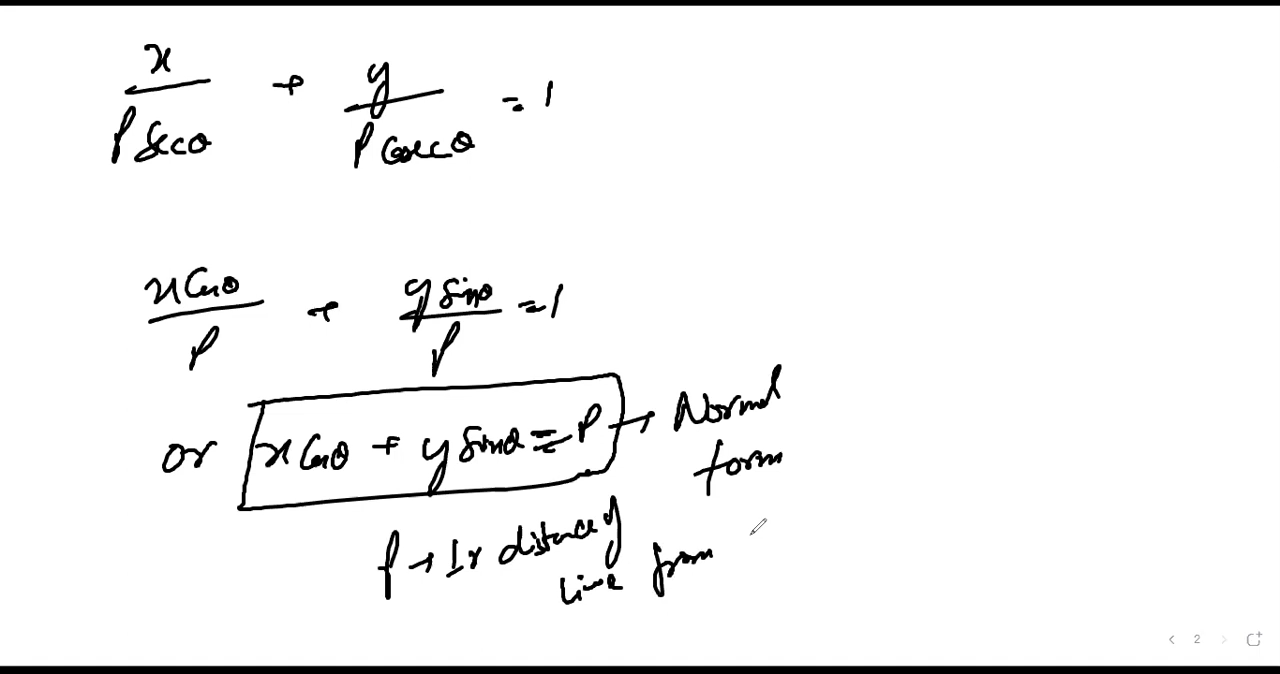 x/(P Secθ) + y/(P Cosecθ) = 1
x Cosθ/P + y Sinθ/P = 1
or x Cosθ + y Sinθ = P → Normal form
P → ⊥r distance of
line from
2